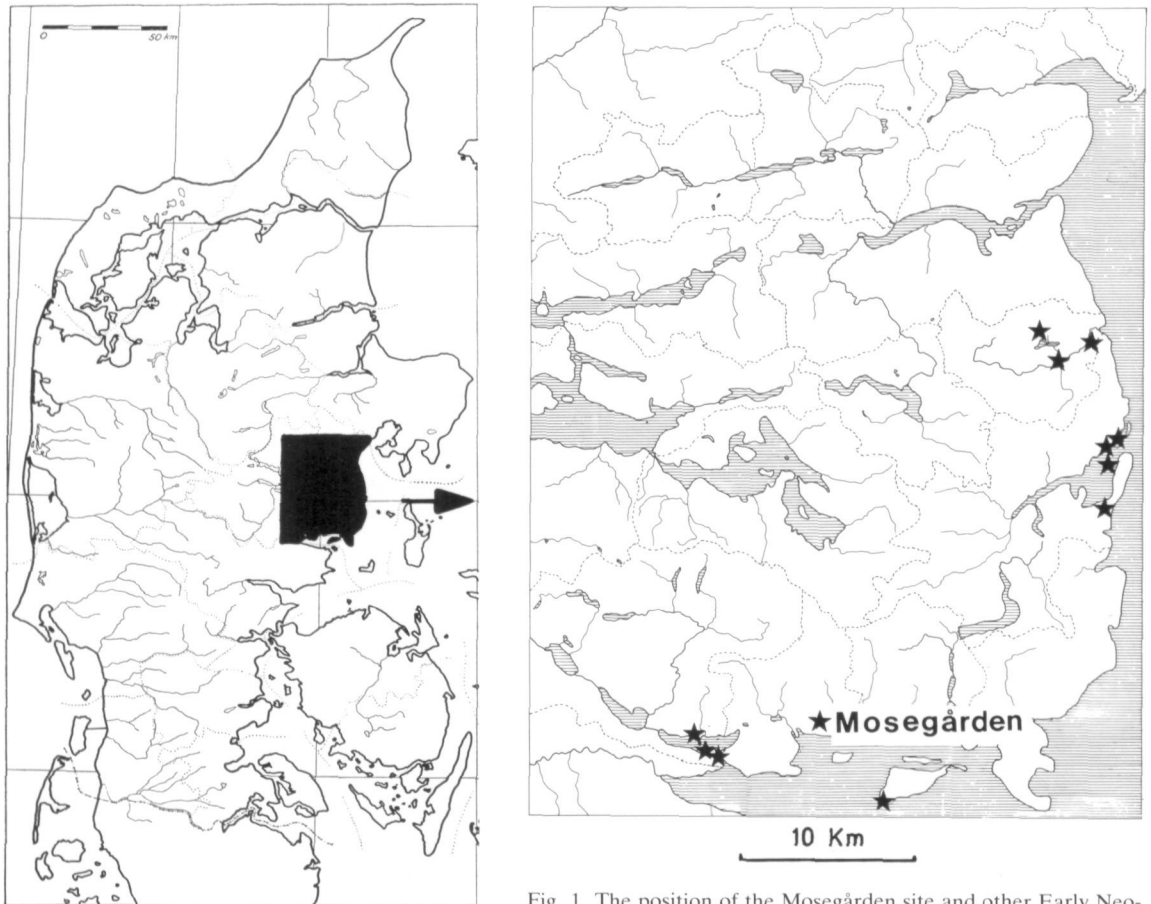 0 50 km
Mosegården
10 Km
Fig. 1. The position of the Mosegården site and other Early Neo-